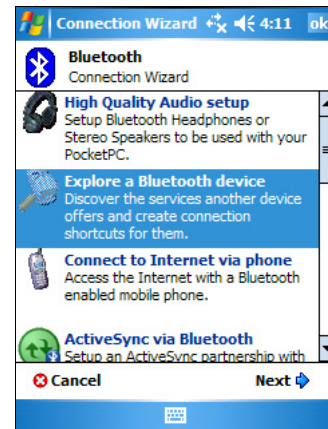 Connection Wizard 4:11 ok
Bluetooth
Connection Wizard
High Quality Audio setup
Setup Bluetooth Headphones or
Stereo Speakers to be used with your
PocketPC.
Explore a Bluetooth device
Discover the services another device
offers and create connection
shortcuts for them.
Connect to Internet via phone
Access the Internet with a Bluetooth
enabled mobile phone.
ActiveSync via Bluetooth
Setup an ActiveSync partnership with
Cancel Next